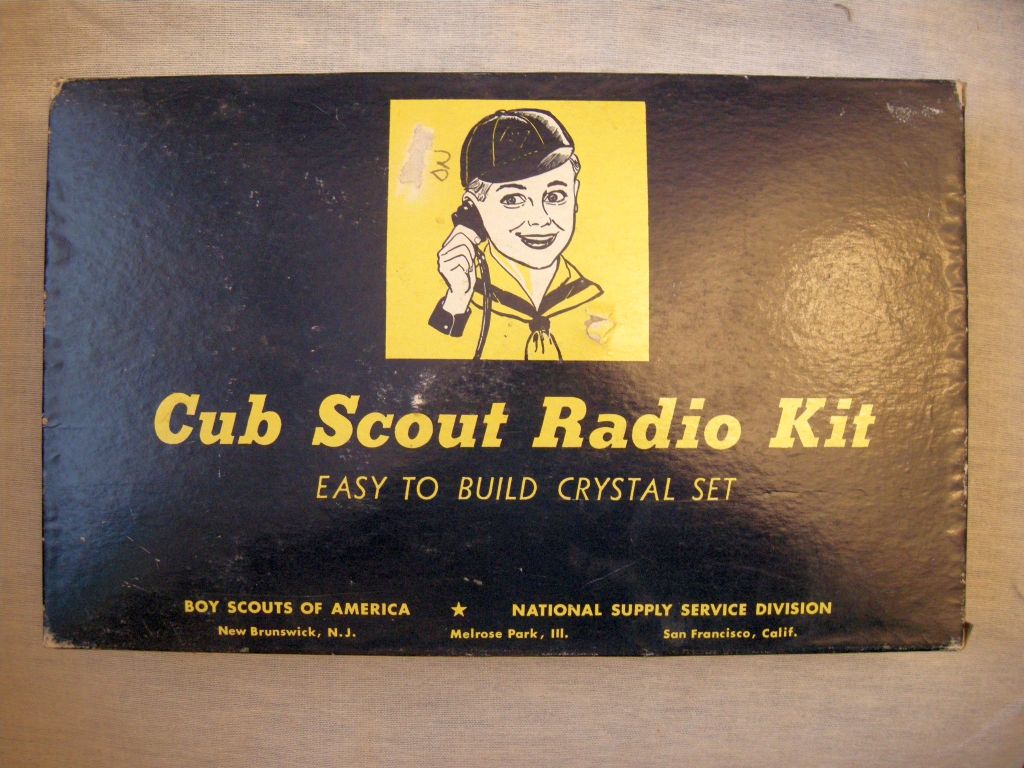 Cub Scout Radio Kit
EASY TO BUILD CRYSTAL SET
BOY SCOUTS OF AMERICA ★ NATIONAL SUPPLY SERVICE DIVISION
New Brunswick, N.J. Melrose Park, Ill. San Francisco, Calif.